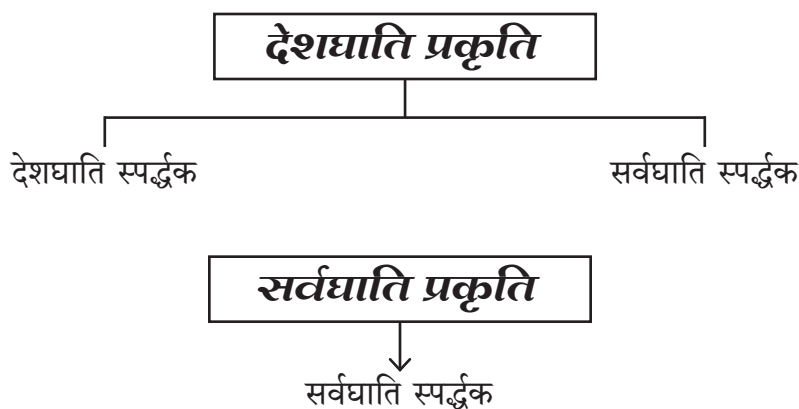 देशघाति प्रकृति
देशघाति स्पर्द्धक सर्वघाति स्पर्द्धक
सर्वघाति प्रकृति
सर्वघाति स्पर्द्धक